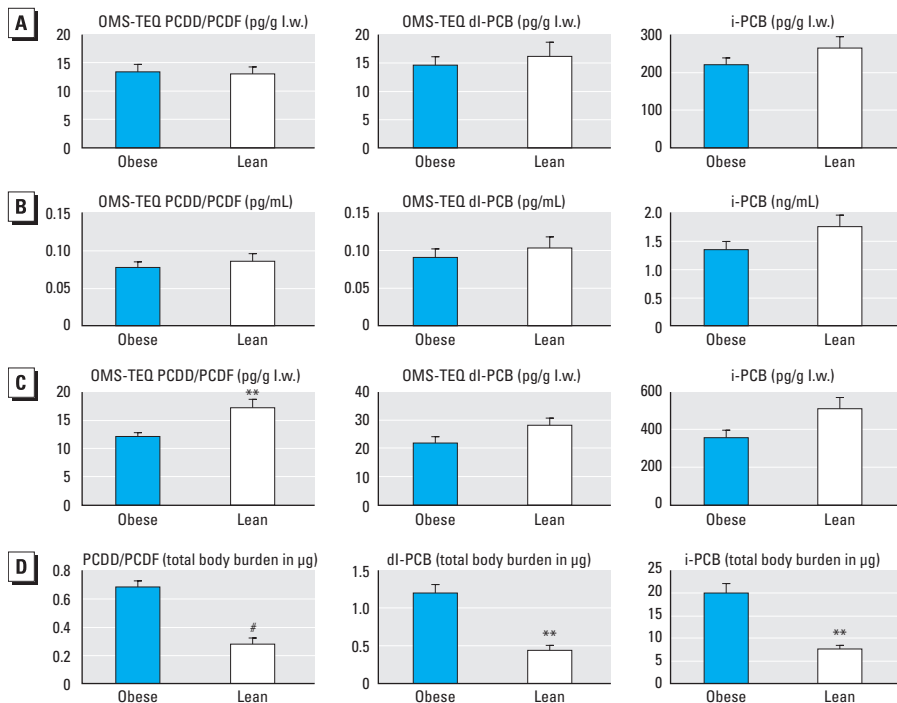 A
OMS-TEQ PCDD/PCDF (pg/g l.w.)
20
15
10
5
0
Obese
Lean
OMS-TEQ dl-PCB (pg/g l.w.)
20
15
10
5
0
Obese
Lean
i-PCB (pg/g l.w.)
300
200
100
0
Obese
Lean
B
OMS-TEQ PCDD/PCDF (pg/mL)
0.15
0.10
0.05
0
Obese
Lean
OMS-TEQ dl-PCB (pg/mL)
0.15
0.10
0.05
0
Obese
Lean
i-PCB (ng/mL)
2.0
1.5
1.0
0.5
0
Obese
Lean
C
OMS-TEQ PCDD/PCDF (pg/g l.w.)
20
15
10
5
0
**
Obese
Lean
OMS-TEQ dl-PCB (pg/g l.w.)
40
30
20
10
0
Obese
Lean
i-PCB (pg/g l.w.)
600
400
200
0
Obese
Lean
D
PCDD/PCDF (total body burden in µg)
0.8
0.6
0.4
0.2
0
#
Obese
Lean
dl-PCB (total body burden in µg)
1.5
1.0
0.5
0
**
Obese
Lean
i-PCB (total body burden in µg)
25
20
15
10
5
0
**
Obese
Lean